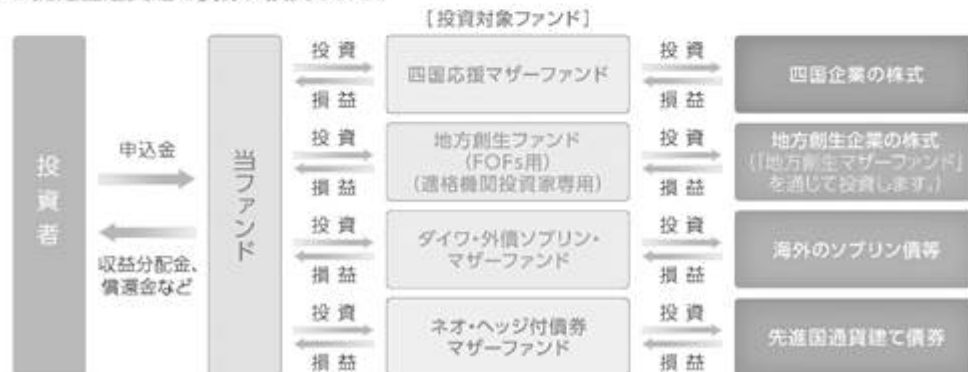 [投資対象ファンド]
投資者
申込金
収益分配金、
償還金など
当ファンド
投資
損益
四国応援マザーファンド
投資
損益
四国企業の株式
投資
損益
地方創生ファンド
(FOFs用)
(適格機関投資家専用)
投資
損益
地方創生企業の株式
(「地方創生マザーファンド」
を通じて投資します。)
投資
損益
ダイワ・外債ソブリン・
マザーファンド
投資
損益
海外のソブリン債等
投資
損益
ネオ・ヘッジ付債券
マザーファンド
投資
損益
先進国通貨建て債券